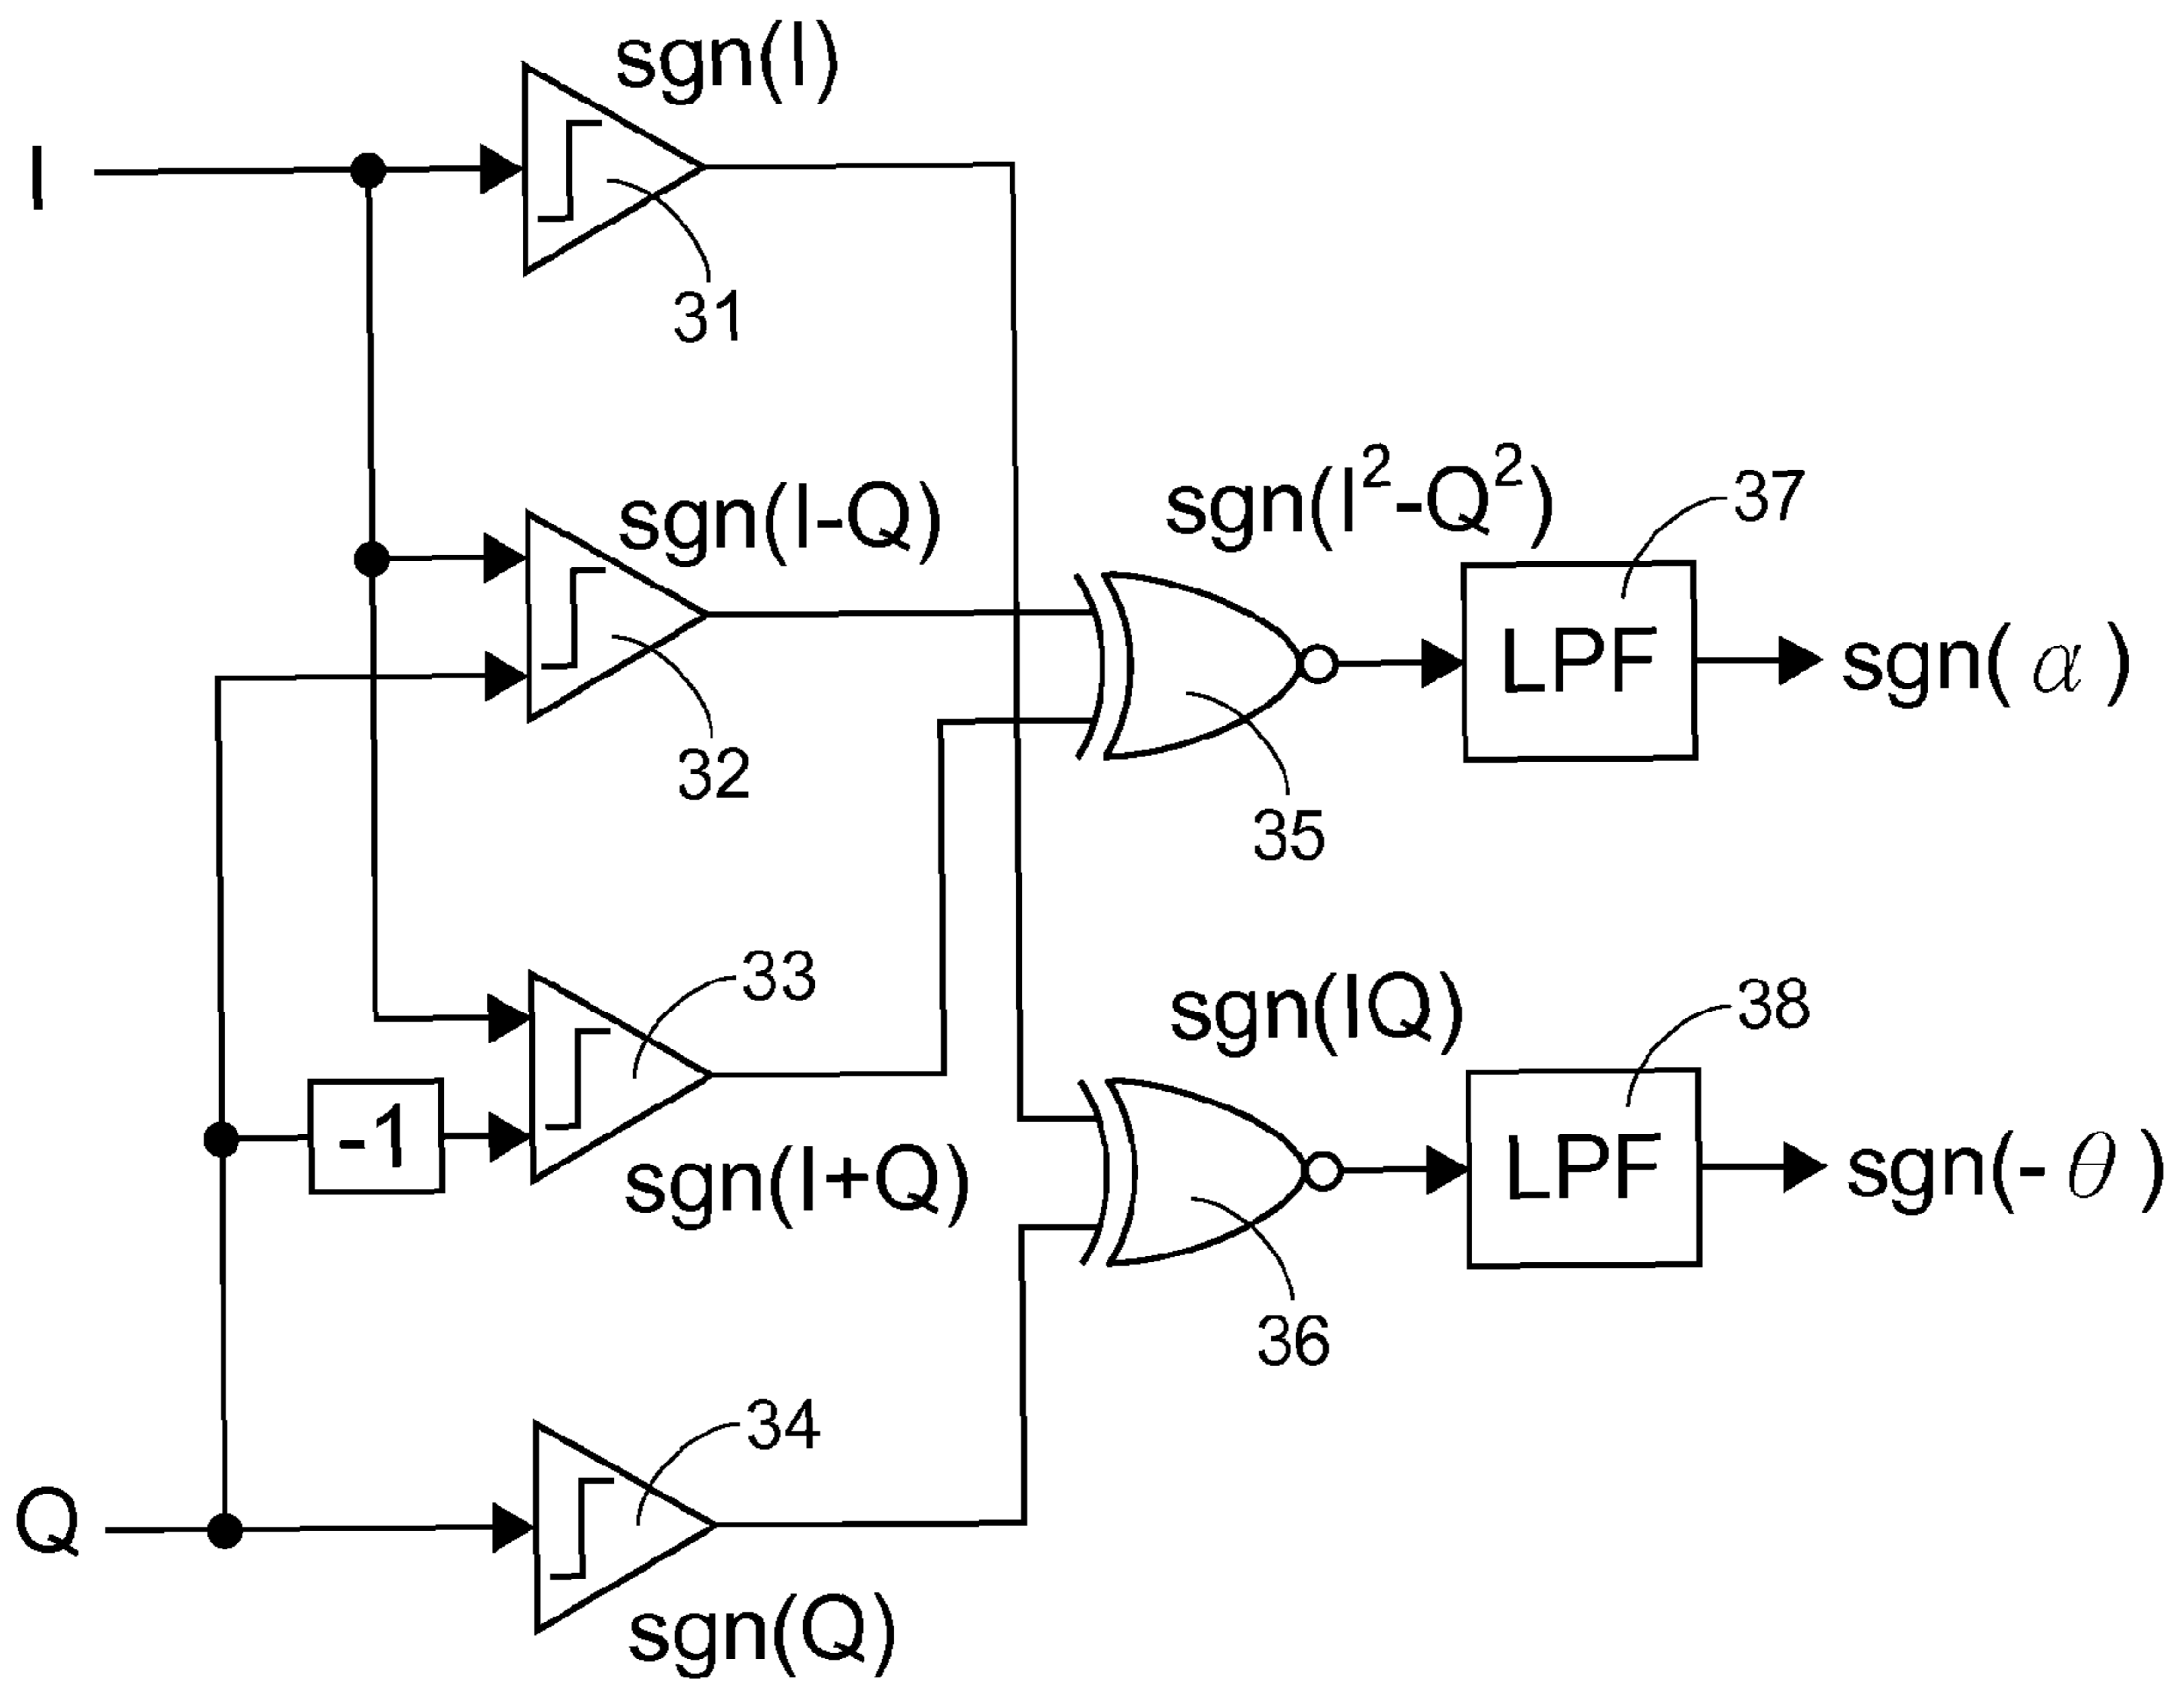 sgn(I)
I
31
sgn(I-Q)
32
sgn(I²-Q²)
37
LPF
sgn(α)
35
33
-1
sgn(I+Q)
sgn(IQ)
38
LPF
sgn(-θ)
36
34
Q
sgn(Q)